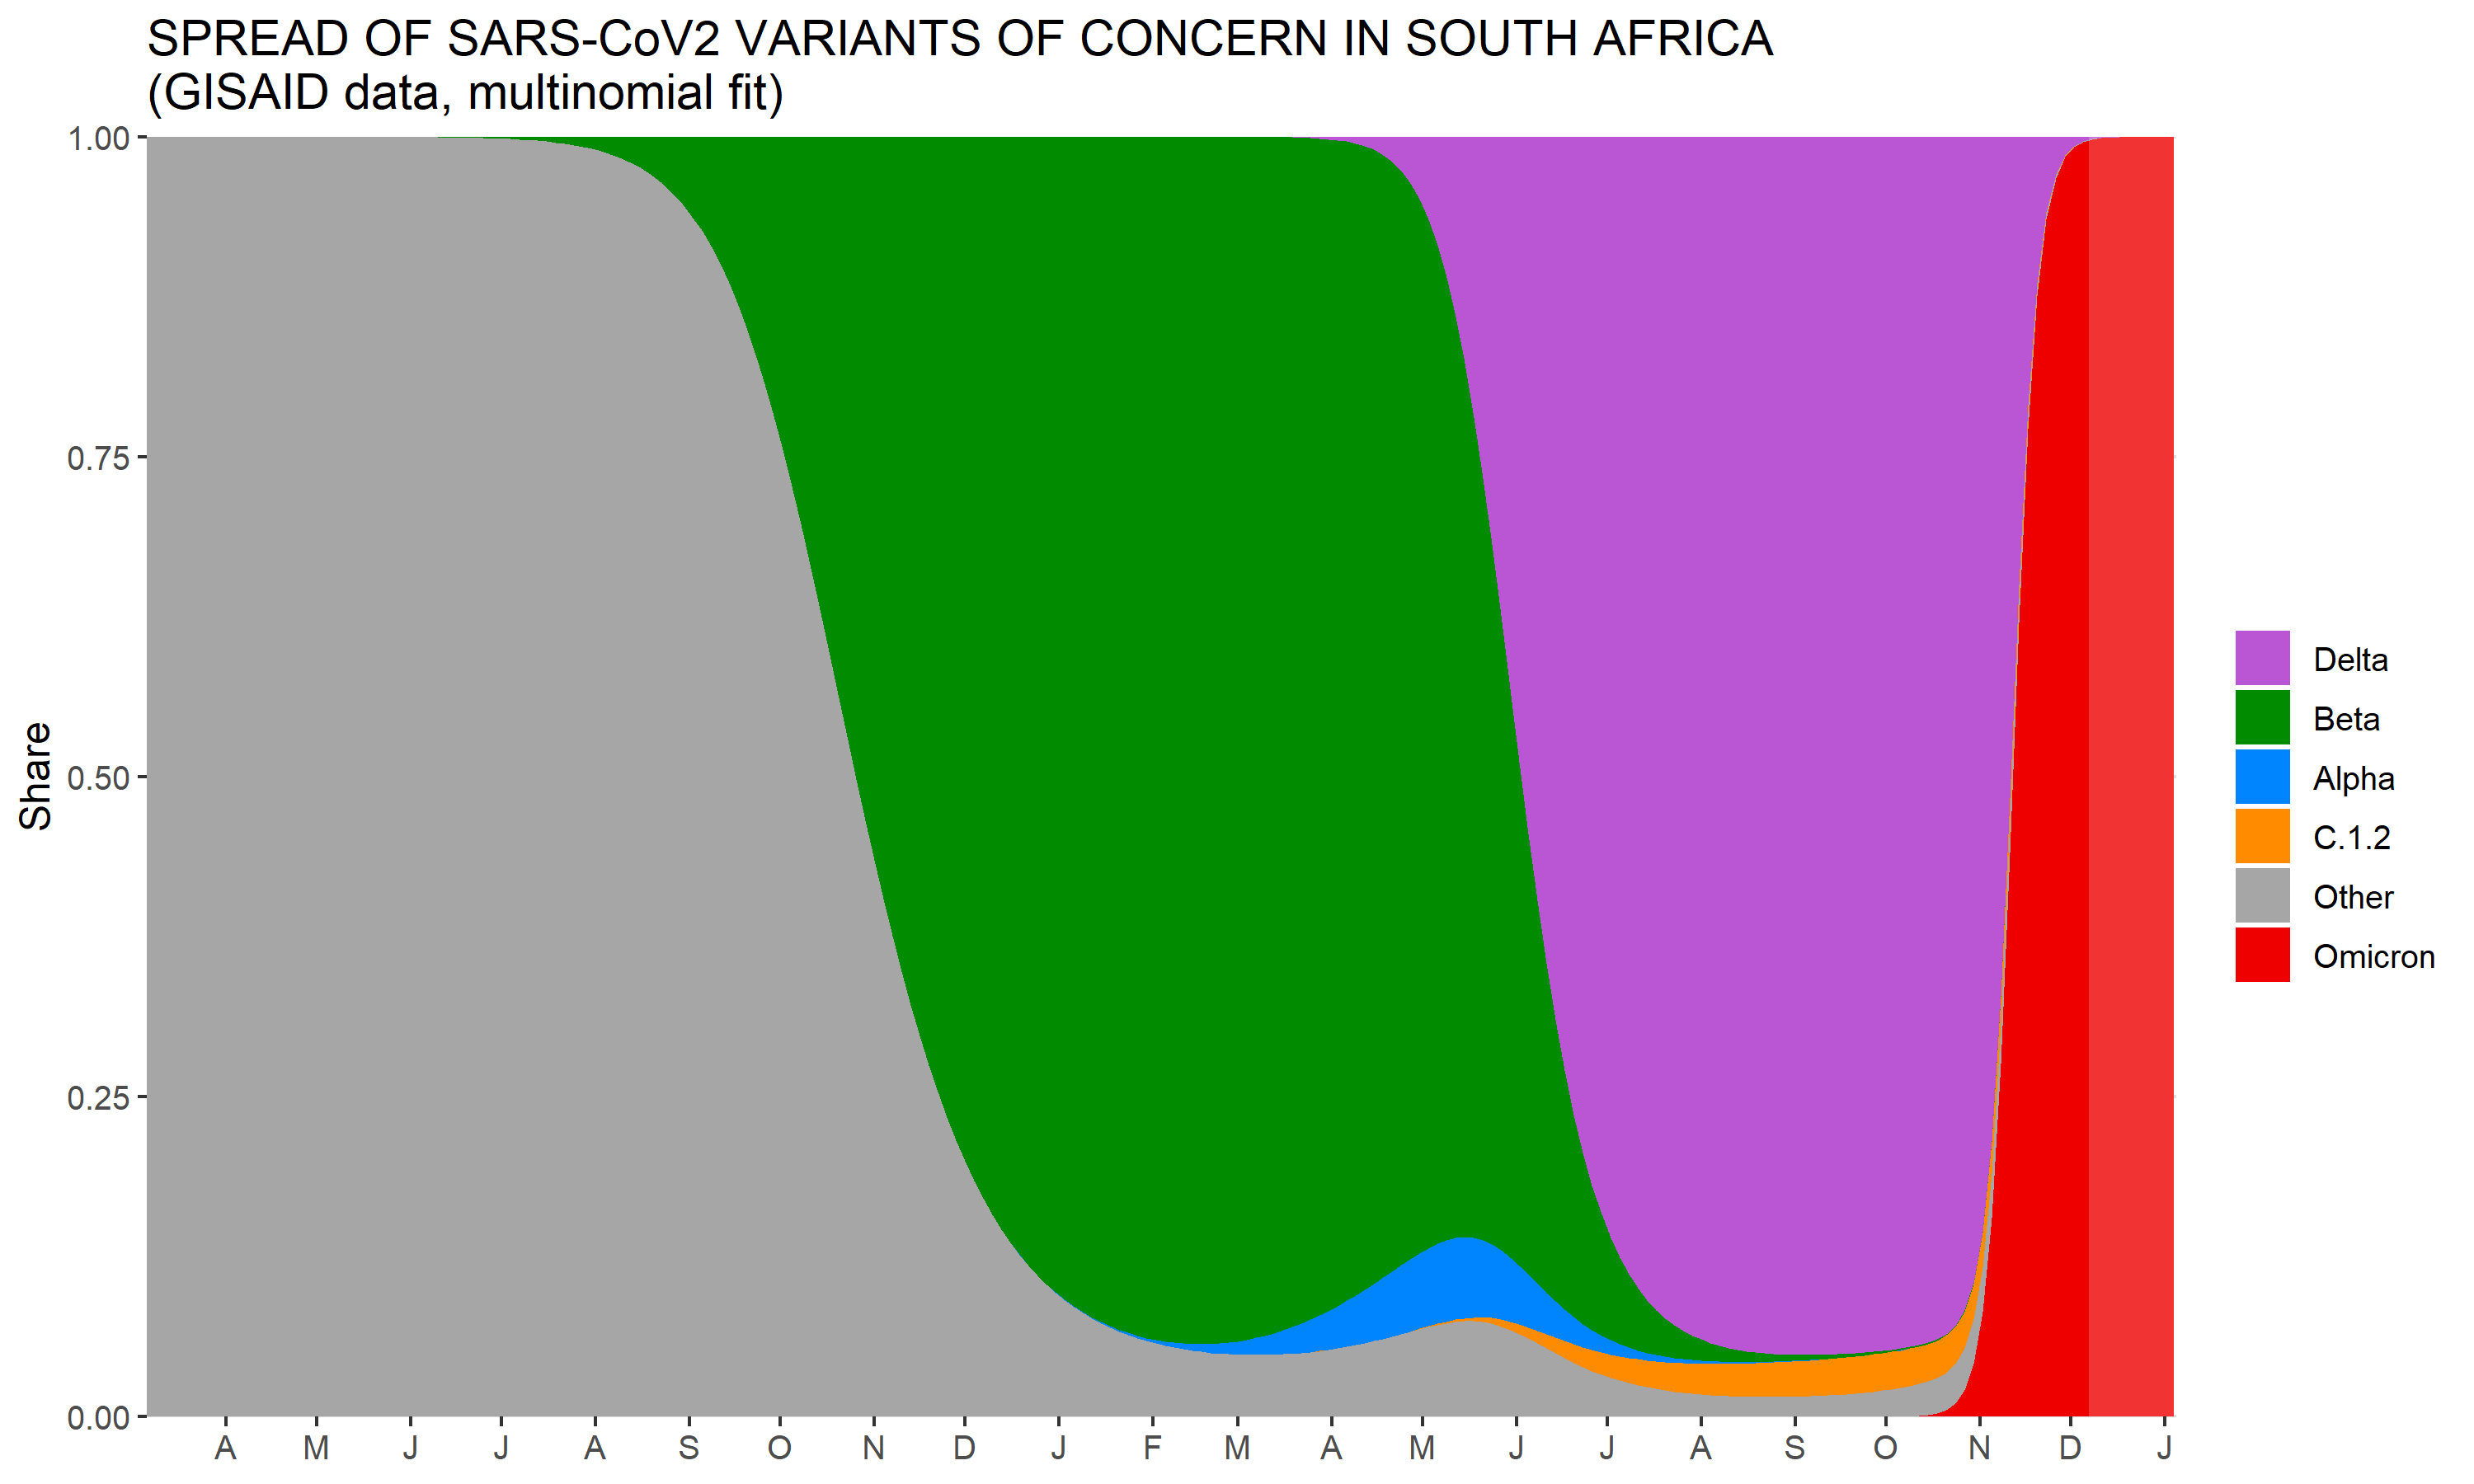 SPREAD OF SARS-CoV2 VARIANTS OF CONCERN IN SOUTH AFRICA
(GISAID data, multinomial fit)
1.00
0.75
0.50
0.25
0.00
Share
A M J J A S O N D J F M A M J J A S O N D J
Delta
Beta
Alpha
C.1.2
Other
Omicron